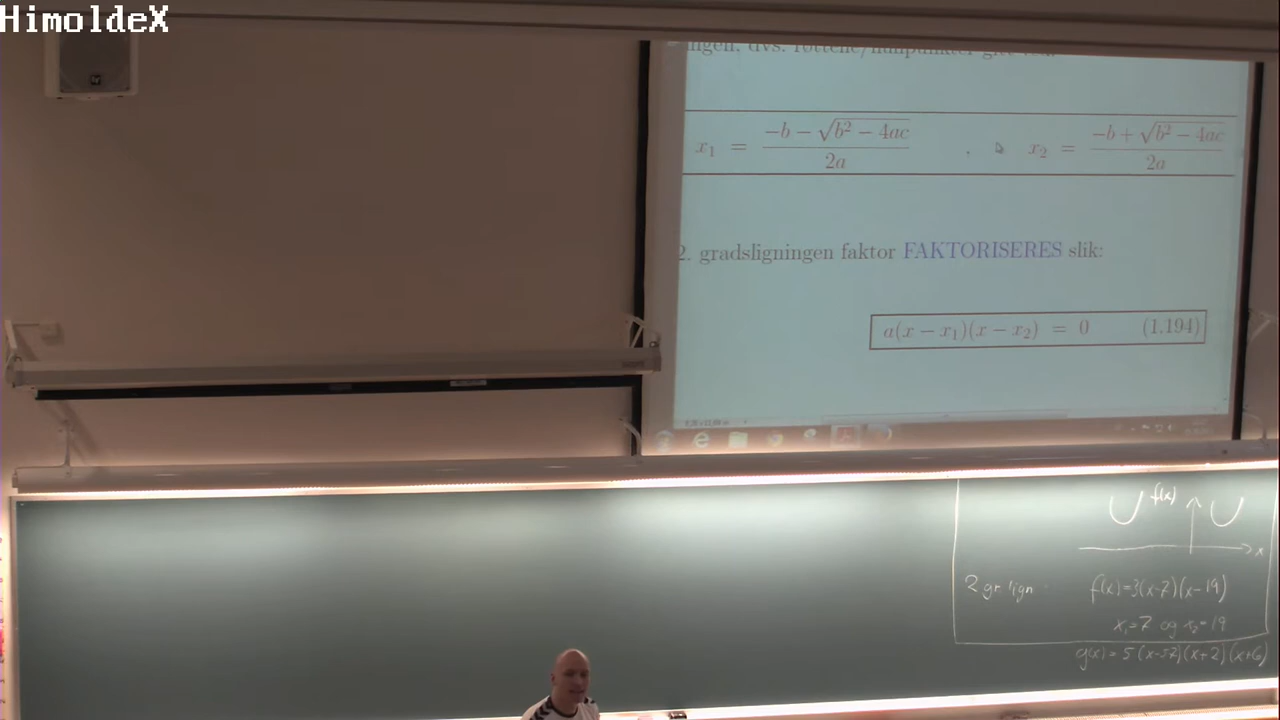 HimoldeX
x₁ = (−b − √(b² − 4ac)) / 2a , x₂ = (−b + √(b² − 4ac)) / 2a
2. gradsligningen faktor FAKTORISERES slik:
a(x − x₁)(x − x₂) = 0 (1.194)
f(x)
x
2 gr lign: f(x)=3(x-7)(x-19)
x₁=7 og x₂=19
g(x)=5(x-57)(x+2)(x+6)